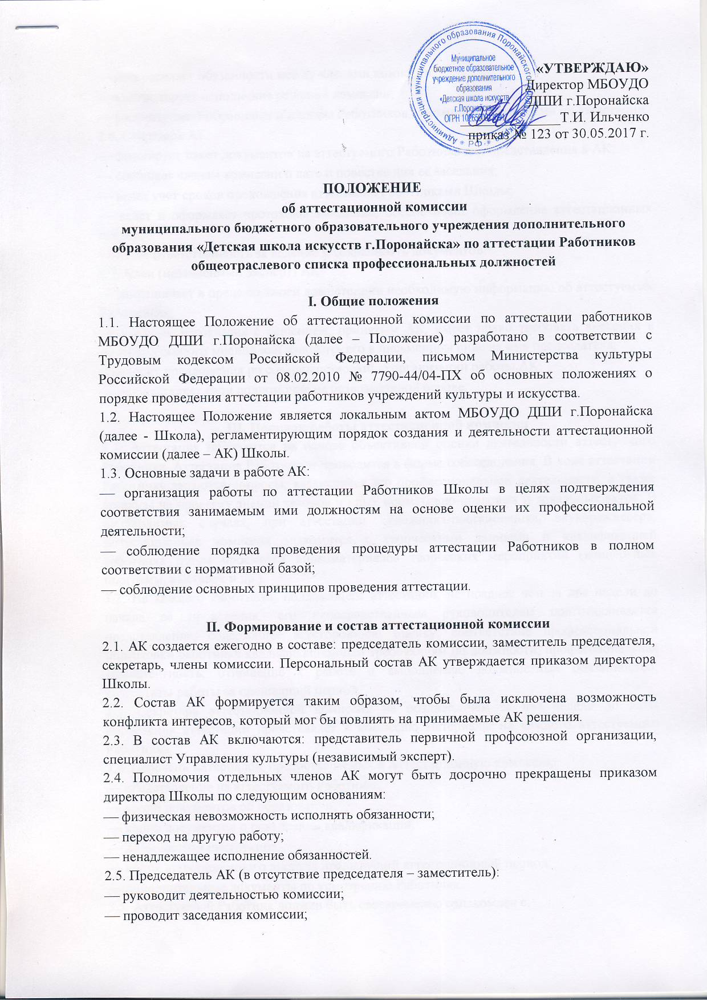 «УТВЕРЖДАЮ»
Директор МБОУДО
ДШИ г.Поронайска
Т.И. Ильченко
приказ № 123 от 30.05.2017 г.
Администрация муниципального образования Поронайского городского округа * РФ *
Муниципальное
бюджетное образовательное
учреждение дополнительного
образования
«Детская школа искусств
г.Поронайска»
ОГРН
ПОЛОЖЕНИЕ
об аттестационной комиссии
муниципального бюджетного образовательного учреждения дополнительного
образования «Детская школа искусств г.Поронайска» по аттестации Работников
общеотраслевого списка профессиональных должностей
I. Общие положения
1.1. Настоящее Положение об аттестационной комиссии по аттестации работников
МБОУДО ДШИ г.Поронайска (далее – Положение) разработано в соответствии с
Трудовым кодексом Российской Федерации, письмом Министерства культуры
Российской Федерации от 08.02.2010 № 7790-44/04-ПХ об основных положениях о
порядке проведения аттестации работников учреждений культуры и искусства.
1.2. Настоящее Положение является локальным актом МБОУДО ДШИ г.Поронайска
(далее - Школа), регламентирующим порядок создания и деятельности аттестационной
комиссии (далее – АК) Школы.
1.3. Основные задачи в работе АК:
— организация работы по аттестации Работников Школы в целях подтверждения
соответствия занимаемым ими должностям на основе оценки их профессиональной
деятельности;
— соблюдение порядка проведения процедуры аттестации Работников в полном
соответствии с нормативной базой;
— соблюдение основных принципов проведения аттестации.
II. Формирование и состав аттестационной комиссии
2.1. АК создается ежегодно в составе: председатель комиссии, заместитель председателя,
секретарь, члены комиссии. Персональный состав АК утверждается приказом директора
Школы.
2.2. Состав АК формируется таким образом, чтобы была исключена возможность
конфликта интересов, который мог бы повлиять на принимаемые АК решения.
2.3. В состав АК включаются: представитель первичной профсоюзной организации,
специалист Управления культуры (независимый эксперт).
2.4. Полномочия отдельных членов АК могут быть досрочно прекращены приказом
директора Школы по следующим основаниям:
— физическая невозможность исполнять обязанности;
— переход на другую работу;
— ненадлежащее исполнение обязанностей.
2.5. Председатель АК (в отсутствие председателя – заместитель):
— руководит деятельностью комиссии;
— проводит заседания комиссии;